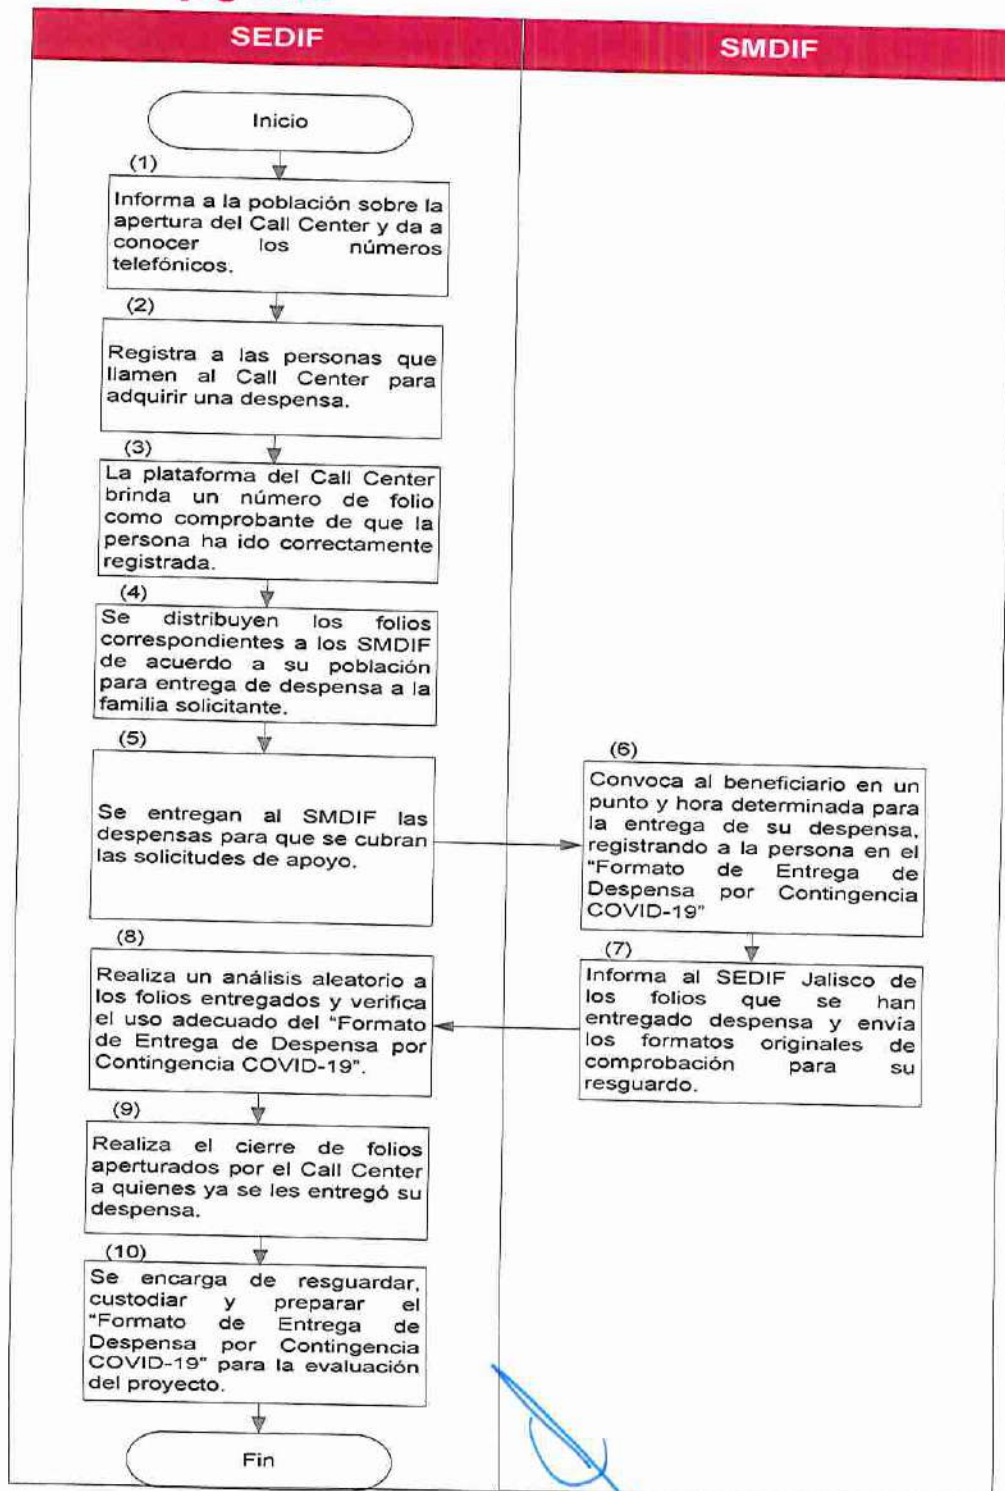 SEDIF
SMDIF
Inicio
(1)
Informa a la población sobre la
apertura del Call Center y da a
conocer los números
telefónicos.
(2)
Registra a las personas que
llamen al Call Center para
adquirir una despensa.
(3)
La plataforma del Call Center
brinda un número de folio
como comprobante de que la
persona ha ido correctamente
registrada.
(4)
Se distribuyen los folios
correspondientes a los SMDIF
de acuerdo a su población
para entrega de despensa a la
familia solicitante.
(5)
Se entregan al SMDIF las
despensas para que se cubran
las solicitudes de apoyo.
(6)
Convoca al beneficiario en un
punto y hora determinada para
la entrega de su despensa,
registrando a la persona en el
“Formato de Entrega de
Despensa por Contingencia
COVID-19”
(7)
Informa al SEDIF Jalisco de
los folios que se han
entregado despensa y envía
los formatos originales de
comprobación para su
resguardo.
(8)
Realiza un análisis aleatorio a
los folios entregados y verifica
el uso adecuado del “Formato
de Entrega de Despensa por
Contingencia COVID-19”.
(9)
Realiza el cierre de folios
aperturados por el Call Center
a quienes ya se les entregó su
despensa.
(10)
Se encarga de resguardar,
custodiar y preparar el
“Formato de Entrega de
Despensa por Contingencia
COVID-19” para la evaluación
del proyecto.
Fin